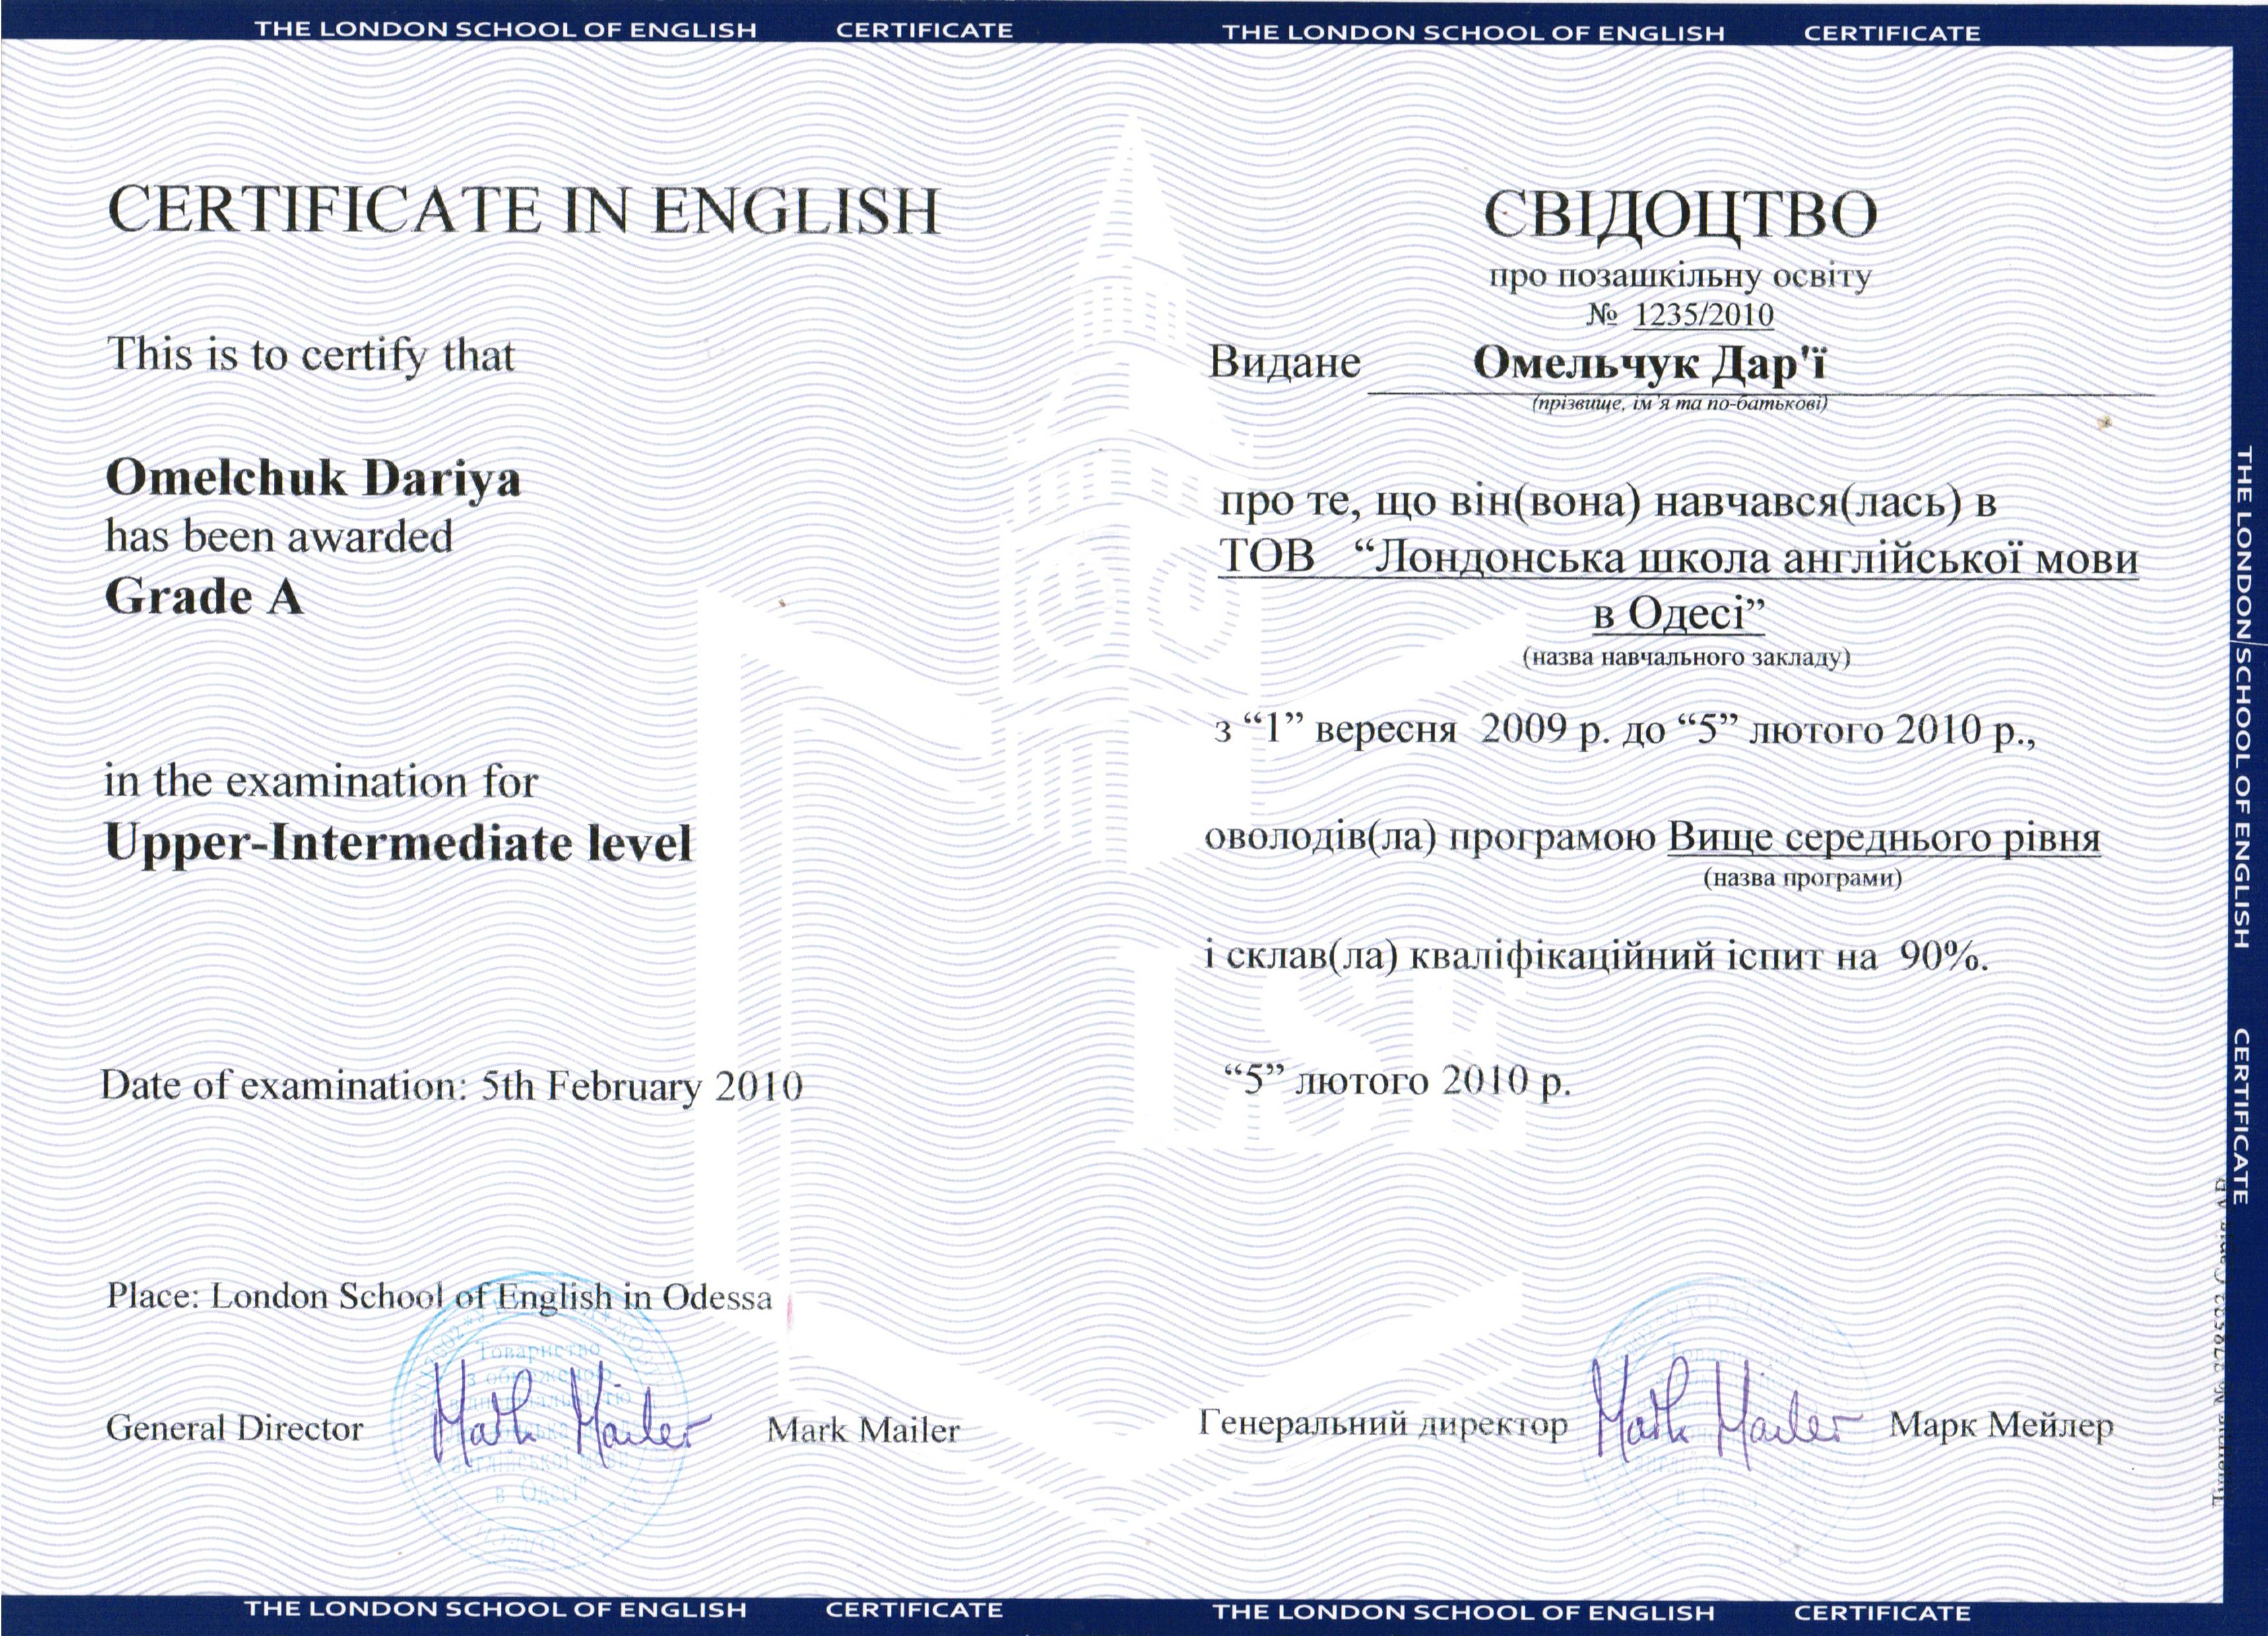 THE LONDON SCHOOL OF ENGLISH CERTIFICATE
THE LONDON SCHOOL OF ENGLISH CERTIFICATE
CERTIFICATE IN ENGLISH
This is to certify that
Omelchuk Dariya
has been awarded
Grade A
in the examination for
Upper-Intermediate level
Date of examination: 5th February 2010
Place: London School of English in Odessa
General Director
Mark Mailer
Mark Mailer
Товариство
з обмеженою
англійської мови
в Одесі"
СВІДОЦТВО
про позашкільну освіту
№ 1235/2010
Видане Омельчук Дар'ї
(прізвище, ім'я та по-батькові)
про те, що він(вона) навчався(лась) в
ТОВ “Лондонська школа англійської мови
в Одесі”
(назва навчального закладу)
з “1” вересня 2009 р. до “5” лютого 2010 р.,
оволодів(ла) програмою Вище середнього рівня
(назва програми)
і склав(ла) кваліфікаційний іспит на 90%.
LSE
“5” лютого 2010 р.
Генеральний директор
Mark Mailer
Марк Мейлер
THE LONDON SCHOOL OF ENGLISH CERTIFICATE
THE LONDON SCHOOL OF ENGLISH CERTIFICATE
THE LONDON SCHOOL OF ENGLISH CERTIFICATE